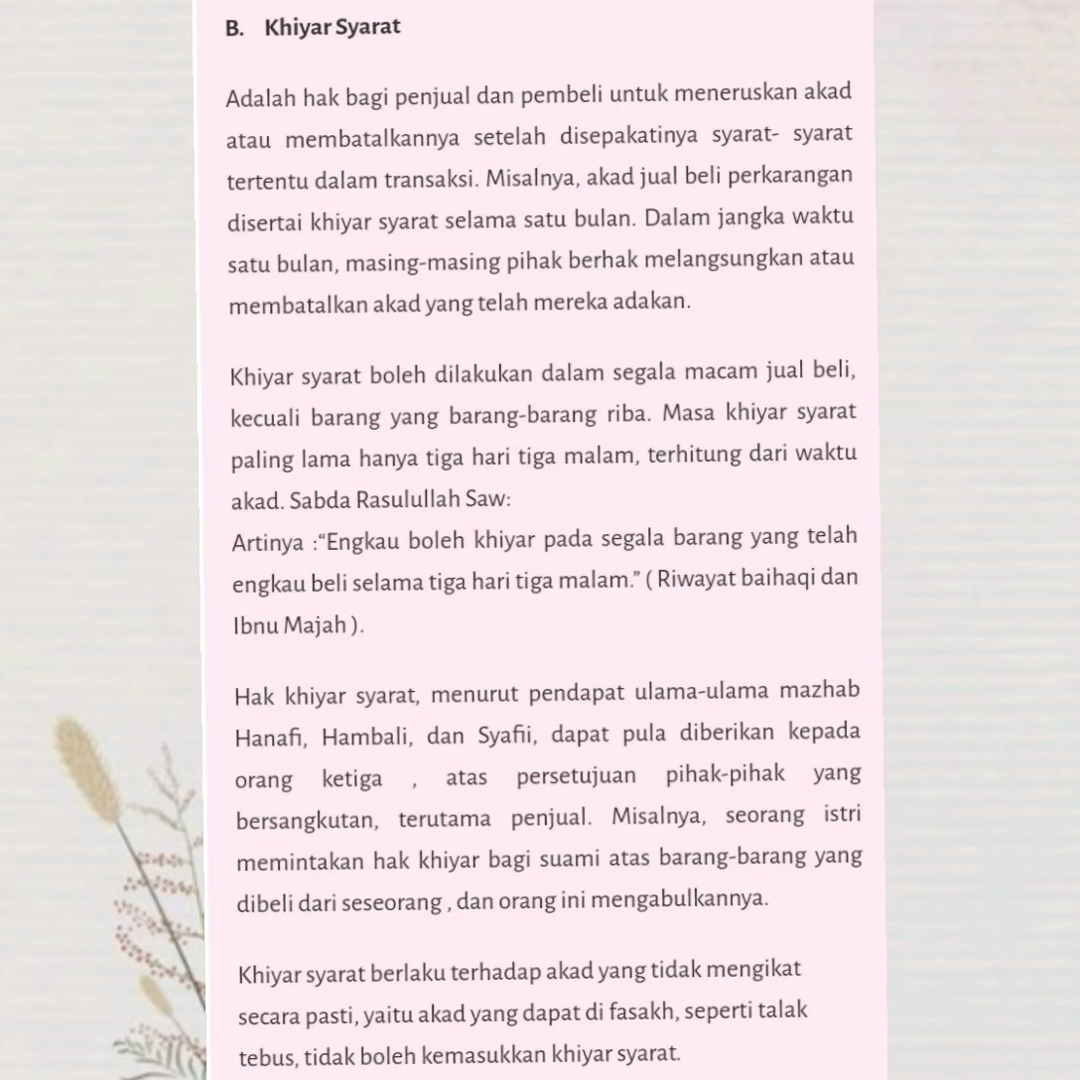 B. Khiyar Syarat
Adalah hak bagi penjual dan pembeli untuk meneruskan akad
atau membatalkannya setelah disepakatinya syarat- syarat
tertentu dalam transaksi. Misalnya, akad jual beli perkarangan
disertai khiyar syarat selama satu bulan. Dalam jangka waktu
satu bulan, masing-masing pihak berhak melangsungkan atau
membatalkan akad yang telah mereka adakan.
Khiyar syarat boleh dilakukan dalam segala macam jual beli,
kecuali barang yang barang-barang riba. Masa khiyar syarat
paling lama hanya tiga hari tiga malam, terhitung dari waktu
akad. Sabda Rasulullah Saw:
Artinya :“Engkau boleh khiyar pada segala barang yang telah
engkau beli selama tiga hari tiga malam.” ( Riwayat baihaqi dan
Ibnu Majah ).
Hak khiyar syarat, menurut pendapat ulama-ulama mazhab
Hanafi, Hambali, dan Syafii, dapat pula diberikan kepada
orang ketiga , atas persetujuan pihak-pihak yang
bersangkutan, terutama penjual. Misalnya, seorang istri
memintakan hak khiyar bagi suami atas barang-barang yang
dibeli dari seseorang , dan orang ini mengabulkannya.
Khiyar syarat berlaku terhadap akad yang tidak mengikat
secara pasti, yaitu akad yang dapat di fasakh, seperti talak
tebus, tidak boleh kemasukkan khiyar syarat.